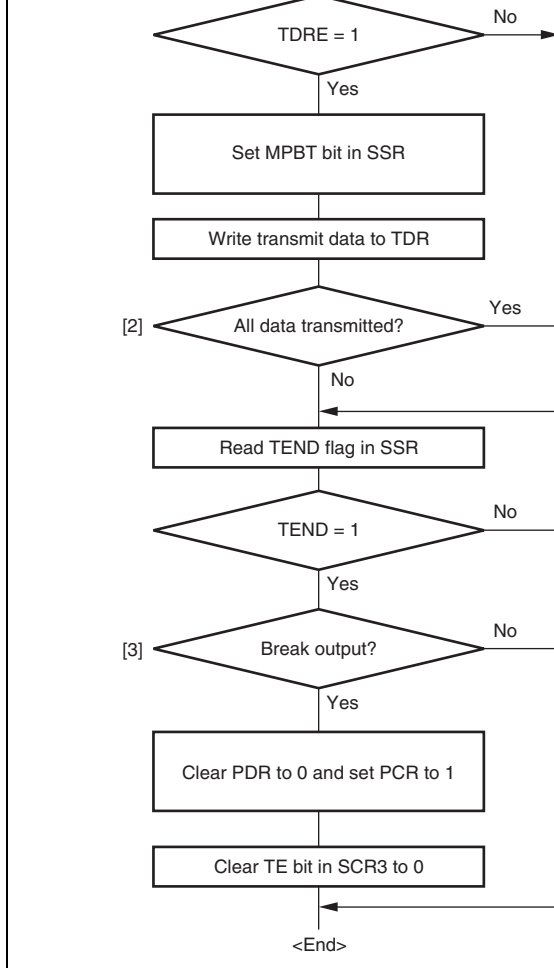 TDRE = 1
No
Yes
Set MPBT bit in SSR
Write transmit data to TDR
[2]
All data transmitted?
Yes
No
Read TEND flag in SSR
TEND = 1
No
Yes
[3]
Break output?
No
Yes
Clear PDR to 0 and set PCR to 1
Clear TE bit in SCR3 to 0
<End>